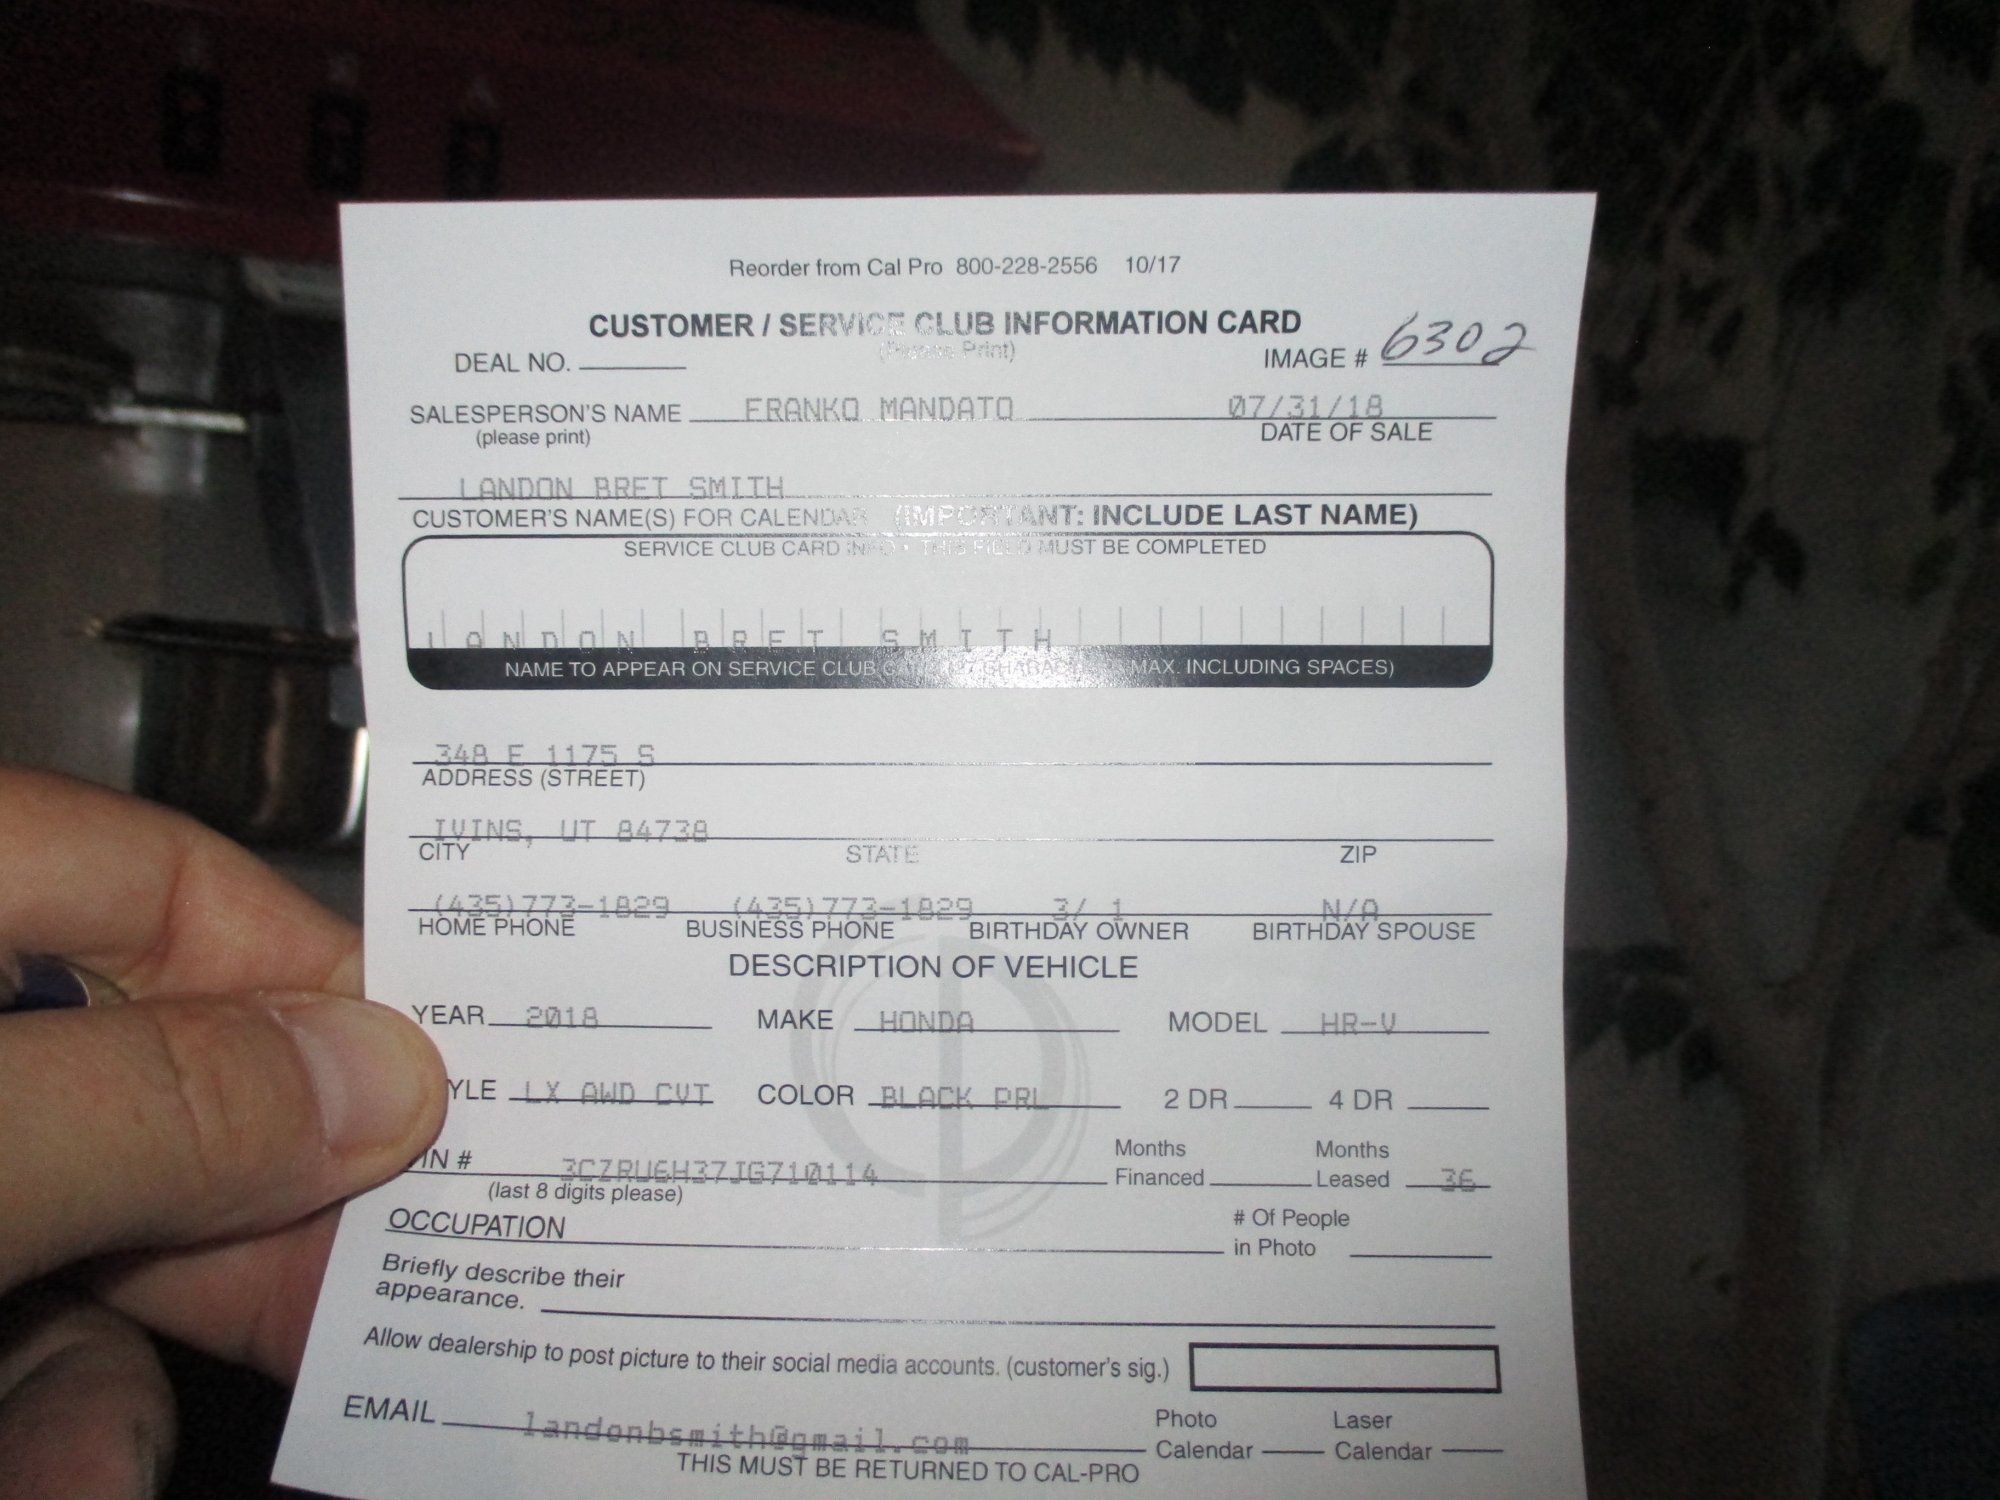 Reorder from Cal Pro 800-228-2556 10/17
CUSTOMER / SERVICE CLUB INFORMATION CARD
(Please Print)
DEAL NO. IMAGE # 6302
SALESPERSON'S NAME FRANKO MANDATO 07/31/18
(please print) DATE OF SALE
LANDON BRET SMITH
CUSTOMER'S NAME(S) FOR CALENDAR (IMPORTANT: INCLUDE LAST NAME)
SERVICE CLUB CARD INFO - THIS FIELD MUST BE COMPLETED
LANDON BRET SMITH
NAME TO APPEAR ON SERVICE CLUB MAX. INCLUDING SPACES)
348 E 1175 S
ADDRESS (STREET)
IVINS, UT 84738
CITY STATE ZIP
(435)773-1829 (435)773-1829 3/ 1 N/A
HOME PHONE BUSINESS PHONE BIRTHDAY OWNER BIRTHDAY SPOUSE
DESCRIPTION OF VEHICLE
YEAR 2018 MAKE HONDA MODEL HR-V
YLE LX AWD CVT COLOR BLACK PRL 2 DR 4 DR
Months Months
VIN # 3CZRU6H37JG710114 Financed Leased 36
(last 8 digits please)
OCCUPATION # Of People
in Photo
Briefly describe their
appearance.
Allow dealership to post picture to their social media accounts. (customer's sig.)
EMAIL landonbsmith@gmail.com Photo Laser
Calendar Calendar
THIS MUST BE RETURNED TO CAL-PRO